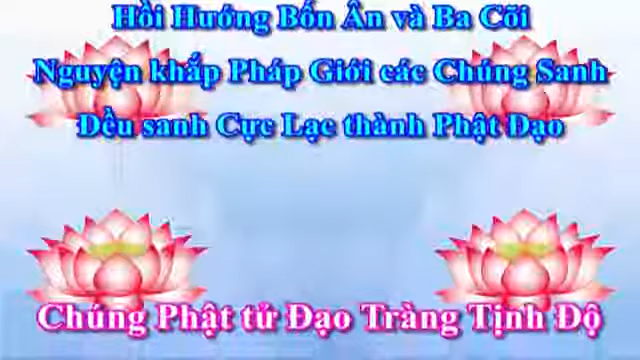 Hồi Hướng Bốn Ân và Ba Cõi
Nguyện khắp Pháp Giới các Chúng Sanh
Đều sanh Cực Lạc thành Phật Đạo
Chúng Phật tử Đạo Tràng Tịnh Độ